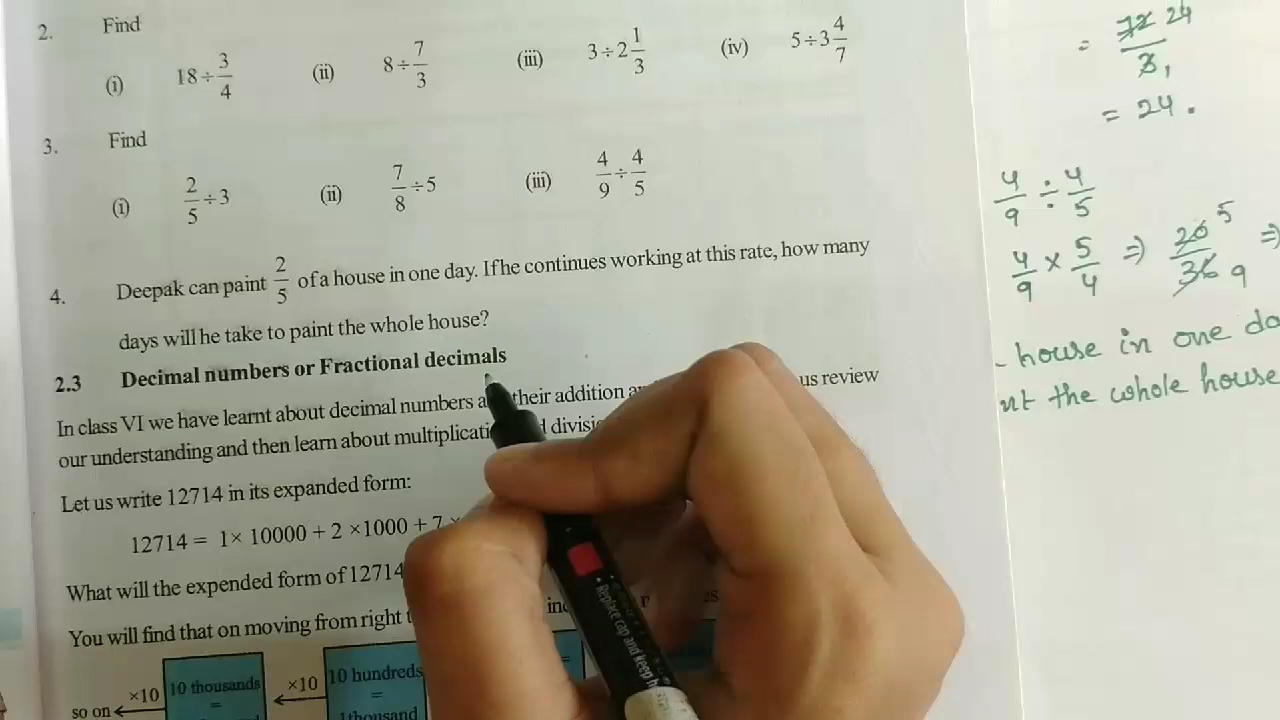 2. Find
(i) 18÷3/4 (ii) 8÷7/3 (iii) 3÷2 1/3 (iv) 5÷3 4/7
3. Find
(i) 2/5÷3 (ii) 7/8÷5 (iii) 4/9÷4/5
4. Deepak can paint 2/5 of a house in one day. If he continues working at this rate, how many
days will he take to paint the whole house?
2.3 Decimal numbers or Fractional decimals
In class VI we have learnt about decimal numbers their addition us review
our understanding and then learn about
Let us write 12714 in its expanded form:
12714 = 1× 10000 + 2 ×1000 + 7
What will the expended form of 12714
You will find that on moving from right
so on ×10 10 thousands = ×10 10 hundreds = 1thousand =
= 72 24/3 1
= 24.
4/9 ÷ 4/5
4/9 × 5/4 ⇒ 20 5/36 9 ⇒
house in one
the whole house
Replace cap and keep